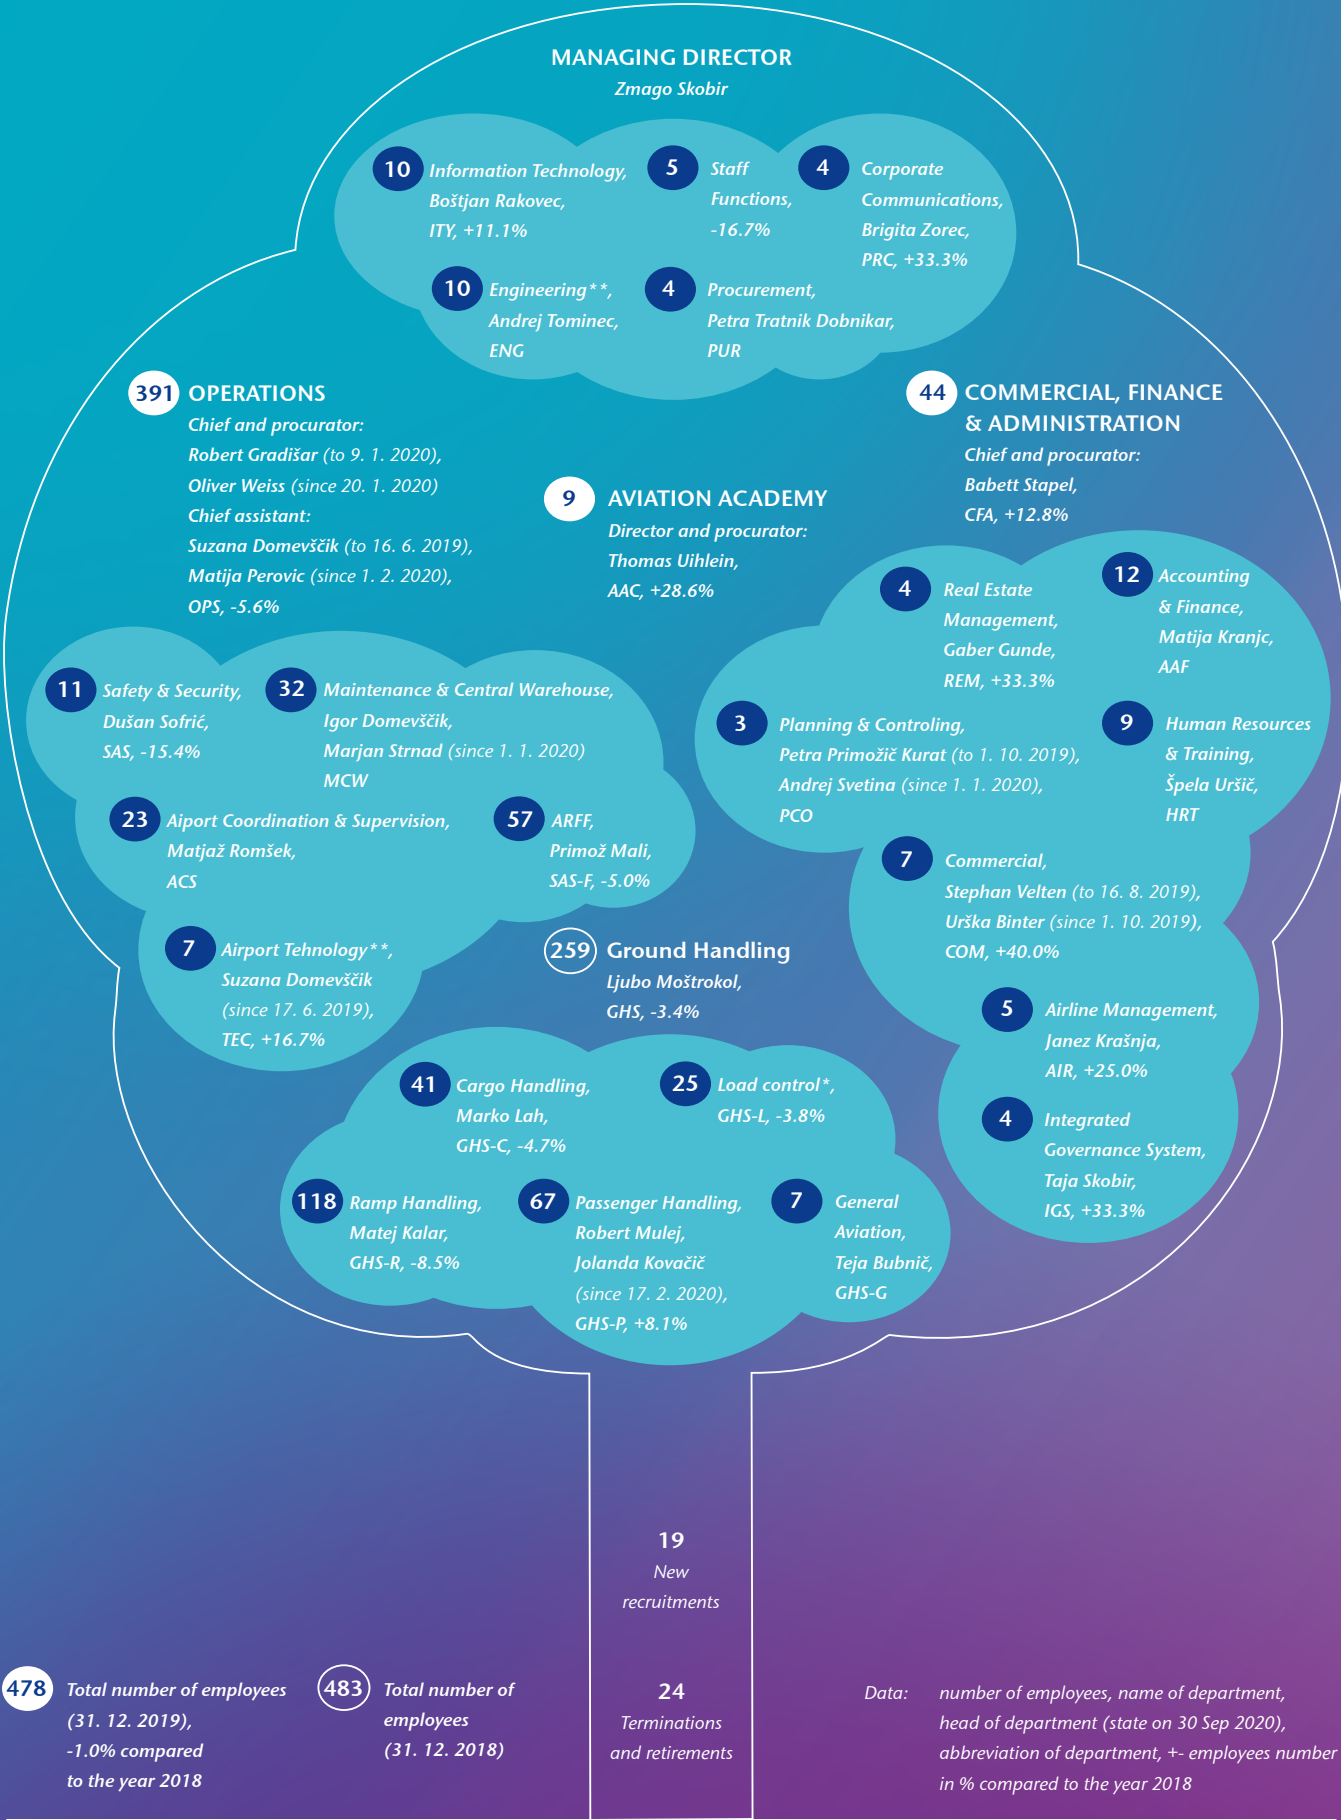 MANAGING DIRECTOR
Zmago Skobir
10
Information Technology,
Boštjan Rakovec,
ITY, +11.1%
5
Staff
Functions,
-16.7%
4
Corporate
Communications,
Brigita Zorec,
PRC, +33.3%
10
Engineering**,
Andrej Tominec,
ENG
4
Procurement,
Petra Tratnik Dobnikar,
PUR
391
OPERATIONS
Chief and procurator:
Robert Gradišar (to 9. 1. 2020),
Oliver Weiss (since 20. 1. 2020)
Chief assistant:
Suzana Domevščik (to 16. 6. 2019),
Matija Perovic (since 1. 2. 2020),
OPS, -5.6%
9
AVIATION ACADEMY
Director and procurator:
Thomas Uihlein,
AAC, +28.6%
44
COMMERCIAL, FINANCE
& ADMINISTRATION
Chief and procurator:
Babett Stapel,
CFA, +12.8%
11
Safety & Security,
Dušan Sofrić,
SAS, -15.4%
32
Maintenance & Central Warehouse,
Igor Domevščik,
Marjan Strnad (since 1. 1. 2020)
MCW
23
Aiport Coordination & Supervision,
Matjaž Romšek,
ACS
57
ARFF,
Primož Mali,
SAS-F, -5.0%
7
Airport Tehnology**,
Suzana Domevščik
(since 17. 6. 2019),
TEC, +16.7%
4
Real Estate
Management,
Gaber Gunde,
REM, +33.3%
12
Accounting
& Finance,
Matija Kranjc,
AAF
3
Planning & Controling,
Petra Primožič Kurat (to 1. 10. 2019),
Andrej Svetina (since 1. 1. 2020),
PCO
9
Human Resources
& Training,
Špela Uršič,
HRT
7
Commercial,
Stephan Velten (to 16. 8. 2019),
Urška Binter (since 1. 10. 2019),
COM, +40.0%
5
Airline Management,
Janez Krašnja,
AIR, +25.0%
4
Integrated
Governance System,
Taja Skobir,
IGS, +33.3%
259
Ground Handling
Ljubo Moštrokol,
GHS, -3.4%
41
Cargo Handling,
Marko Lah,
GHS-C, -4.7%
25
Load control*,
GHS-L, -3.8%
118
Ramp Handling,
Matej Kalar,
GHS-R, -8.5%
67
Passenger Handling,
Robert Mulej,
Jolanda Kovačič
(since 17. 2. 2020),
GHS-P, +8.1%
7
General
Aviation,
Teja Bubnič,
GHS-G
19
New
recruitments
24
Terminations
and retirements
478
Total number of employees
(31. 12. 2019),
-1.0% compared
to the year 2018
483
Total number of
employees
(31. 12. 2018)
Data: number of employees, name of department,
head of department (state on 30 Sep 2020),
abbreviation of department, +- employees number
in % compared to the year 2018